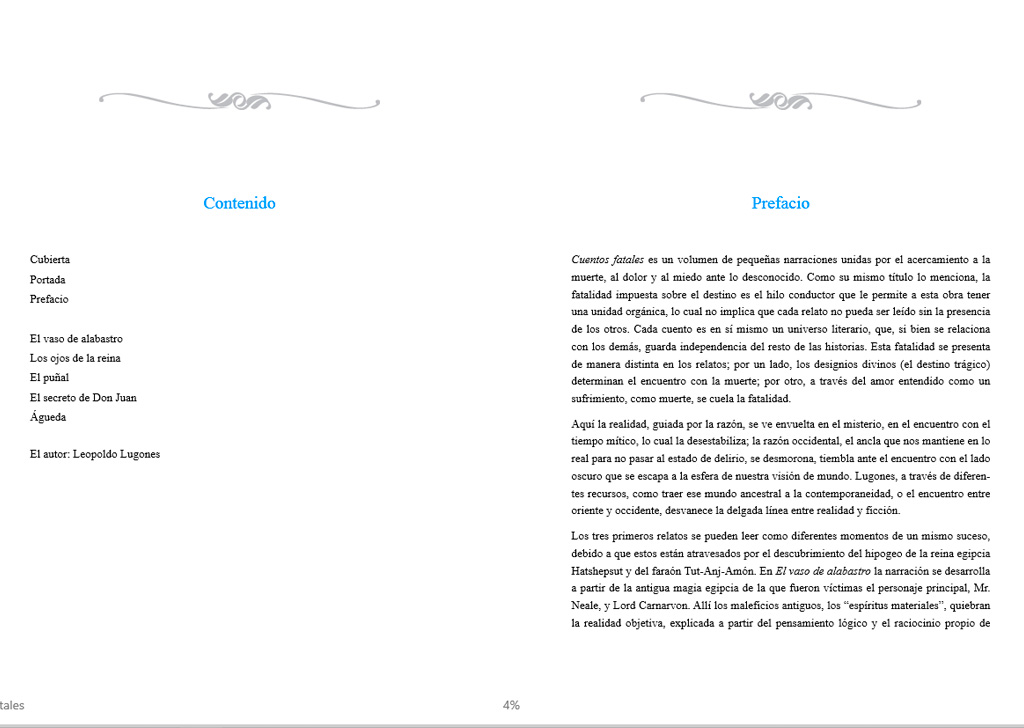 Contenido
Cubierta
Portada
Prefacio
El vaso de alabastro
Los ojos de la reina
El puñal
El secreto de Don Juan
Águeda
El autor: Leopoldo Lugones
Prefacio
Cuentos fatales es un volumen de pequeñas narraciones unidas por el acercamiento a la
muerte, al dolor y al miedo ante lo desconocido. Como su mismo título lo menciona, la
fatalidad impuesta sobre el destino es el hilo conductor que le permite a esta obra tener
una unidad orgánica, lo cual no implica que cada relato no pueda ser leído sin la presencia
de los otros. Cada cuento es en sí mismo un universo literario, que, si bien se relaciona
con los demás, guarda independencia del resto de las historias. Esta fatalidad se presenta
de manera distinta en los relatos; por un lado, los designios divinos (el destino trágico)
determinan el encuentro con la muerte; por otro, a través del amor entendido como un
sufrimiento, como muerte, se cuela la fatalidad.
Aquí la realidad, guiada por la razón, se ve envuelta en el misterio, en el encuentro con el
tiempo mítico, lo cual la desestabiliza; la razón occidental, el ancla que nos mantiene en lo
real para no pasar al estado de delirio, se desmorona, tiembla ante el encuentro con el lado
oscuro que se escapa a la esfera de nuestra visión de mundo. Lugones, a través de diferen-
tes recursos, como traer ese mundo ancestral a la contemporaneidad, o el encuentro entre
oriente y occidente, desvanece la delgada línea entre realidad y ficción.
Los tres primeros relatos se pueden leer como diferentes momentos de un mismo suceso,
debido a que estos están atravesados por el descubrimiento del hipogeo de la reina egipcia
Hatshepsut y del faraón Tut-Anj-Amón. En El vaso de alabastro la narración se desarrolla
a partir de la antigua magia egipcia de la que fueron víctimas el personaje principal, Mr.
Neale, y Lord Carnarvon. Allí los maleficios antiguos, los “espíritus materiales”, quiebran
la realidad objetiva, explicada a partir del pensamiento lógico y el raciocinio propio de
tales
4%